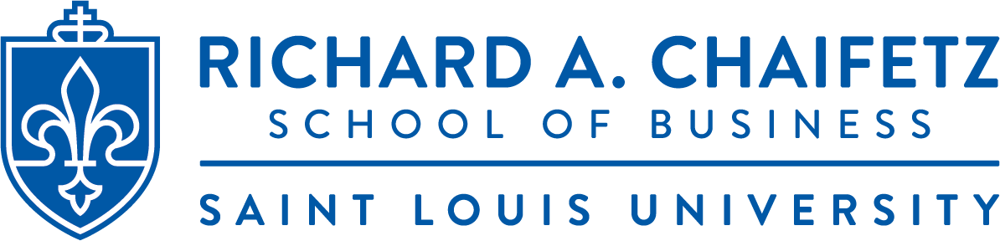 RICHARD A. CHAIFETZ
SCHOOL OF BUSINESS
SAINT LOUIS UNIVERSITY